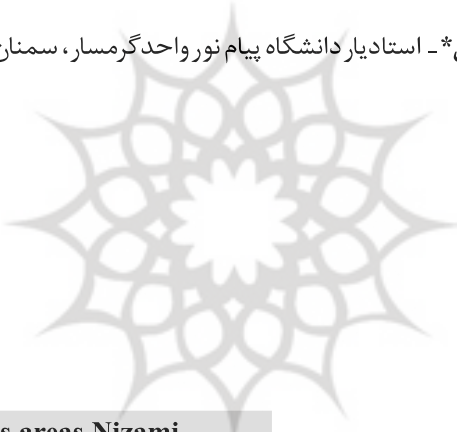 *- استادیار دانشگاه پیام نور واحد گرمسار، سمنان
areas Nizami